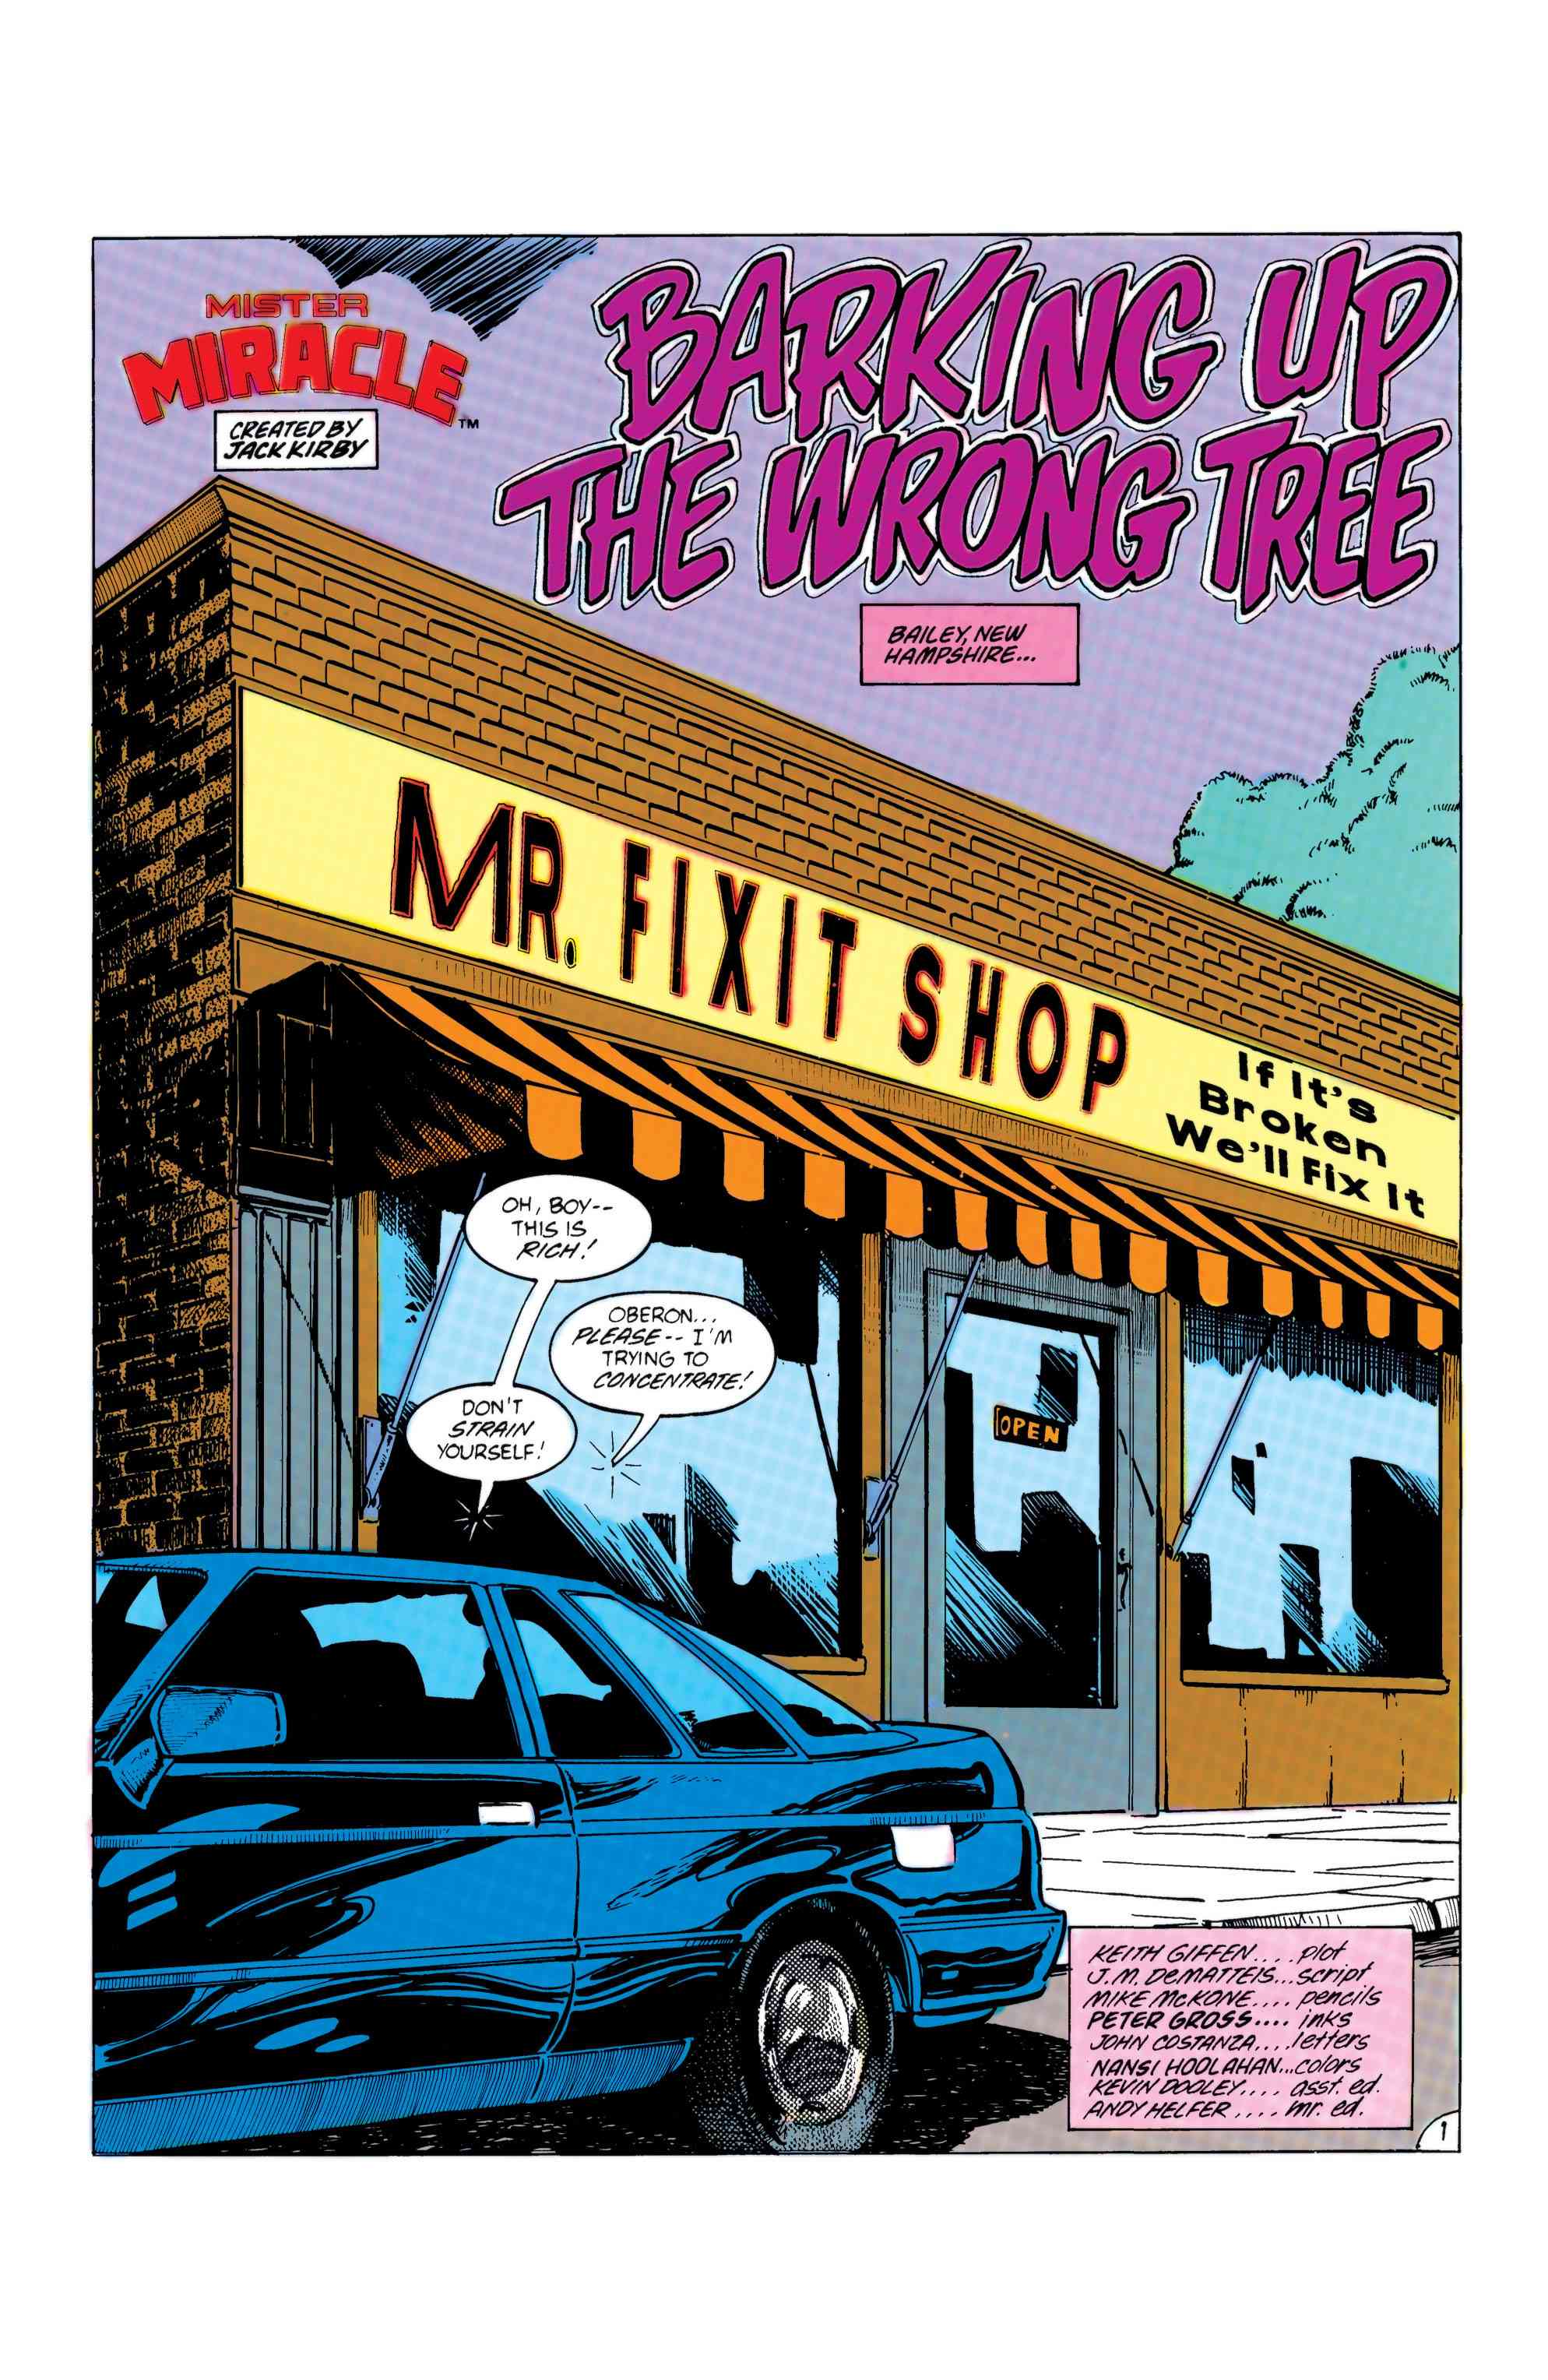 MISTER
MIRACLE™
CREATED BY
JACK KIRBY
BARKING UP
THE WRONG TREE
BAILEY, NEW
HAMPSHIRE...
MR. FIXIT SHOP
If It's
Broken
We'll Fix It
OH, BOY--
THIS IS
RICH!
OBERON...
PLEASE-- I'M
TRYING TO
CONCENTRATE!
DON'T
STRAIN
YOURSELF!
OPEN
KEITH GIFFEN.... plot
J.M. DeMATTEIS...script
MIKE McKONE.... pencils
PETER GROSS.... inks
JOHN COSTANZA....letters
NANSI HOOLAHAN...colors
KEVIN DOOLEY.... asst. ed.
ANDY HELFER.... mr. ed.
1